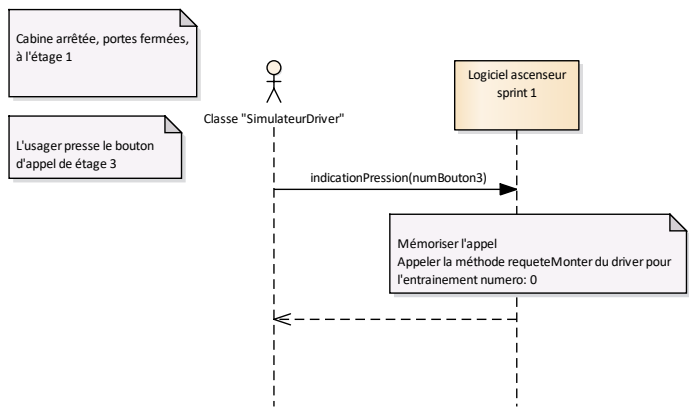 Cabine arrêtée, portes fermées,
à l'étage 1
L'usager presse le bouton
d'appel de étage 3
Classe "SimulateurDriver"
Logiciel ascenseur
sprint 1
indicationPression(numBouton3)
Mémoriser l'appel
Appeler la méthode requeteMonter du driver pour
l'entrainement numero: 0